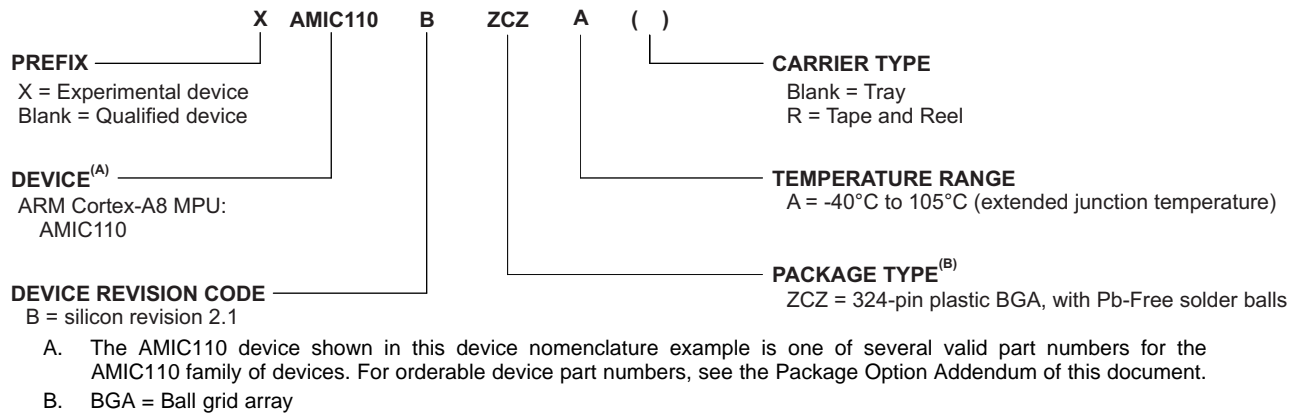 X AMIC110 B ZCZ A ( )
PREFIX
X = Experimental device
Blank = Qualified device
DEVICE(A)
ARM Cortex-A8 MPU:
AMIC110
DEVICE REVISION CODE
B = silicon revision 2.1
CARRIER TYPE
Blank = Tray
R = Tape and Reel
TEMPERATURE RANGE
A = -40°C to 105°C (extended junction temperature)
PACKAGE TYPE(B)
ZCZ = 324-pin plastic BGA, with Pb-Free solder balls
A. The AMIC110 device shown in this device nomenclature example is one of several valid part numbers for the
AMIC110 family of devices. For orderable device part numbers, see the Package Option Addendum of this document.
B. BGA = Ball grid array